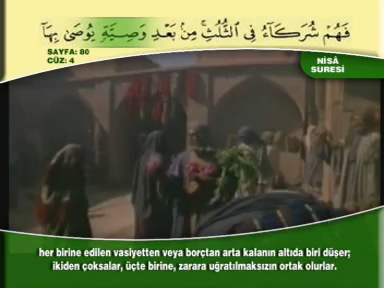 فَهُمْ شُرَكَآءُ فِي الثُّلُثِ ۚ مِنْ بَعْدِ وَصِيَّةٍ يُوصَىٰ بِهَآ
SAYFA: 80
CÜZ: 4
NİSÂ
SURESİ
her birine edilen vasiyetten veya borçtan arta kalanın altıda biri düşer;
ikiden çoksalar, üçte birine, zarara uğratılmaksızın ortak olurlar.